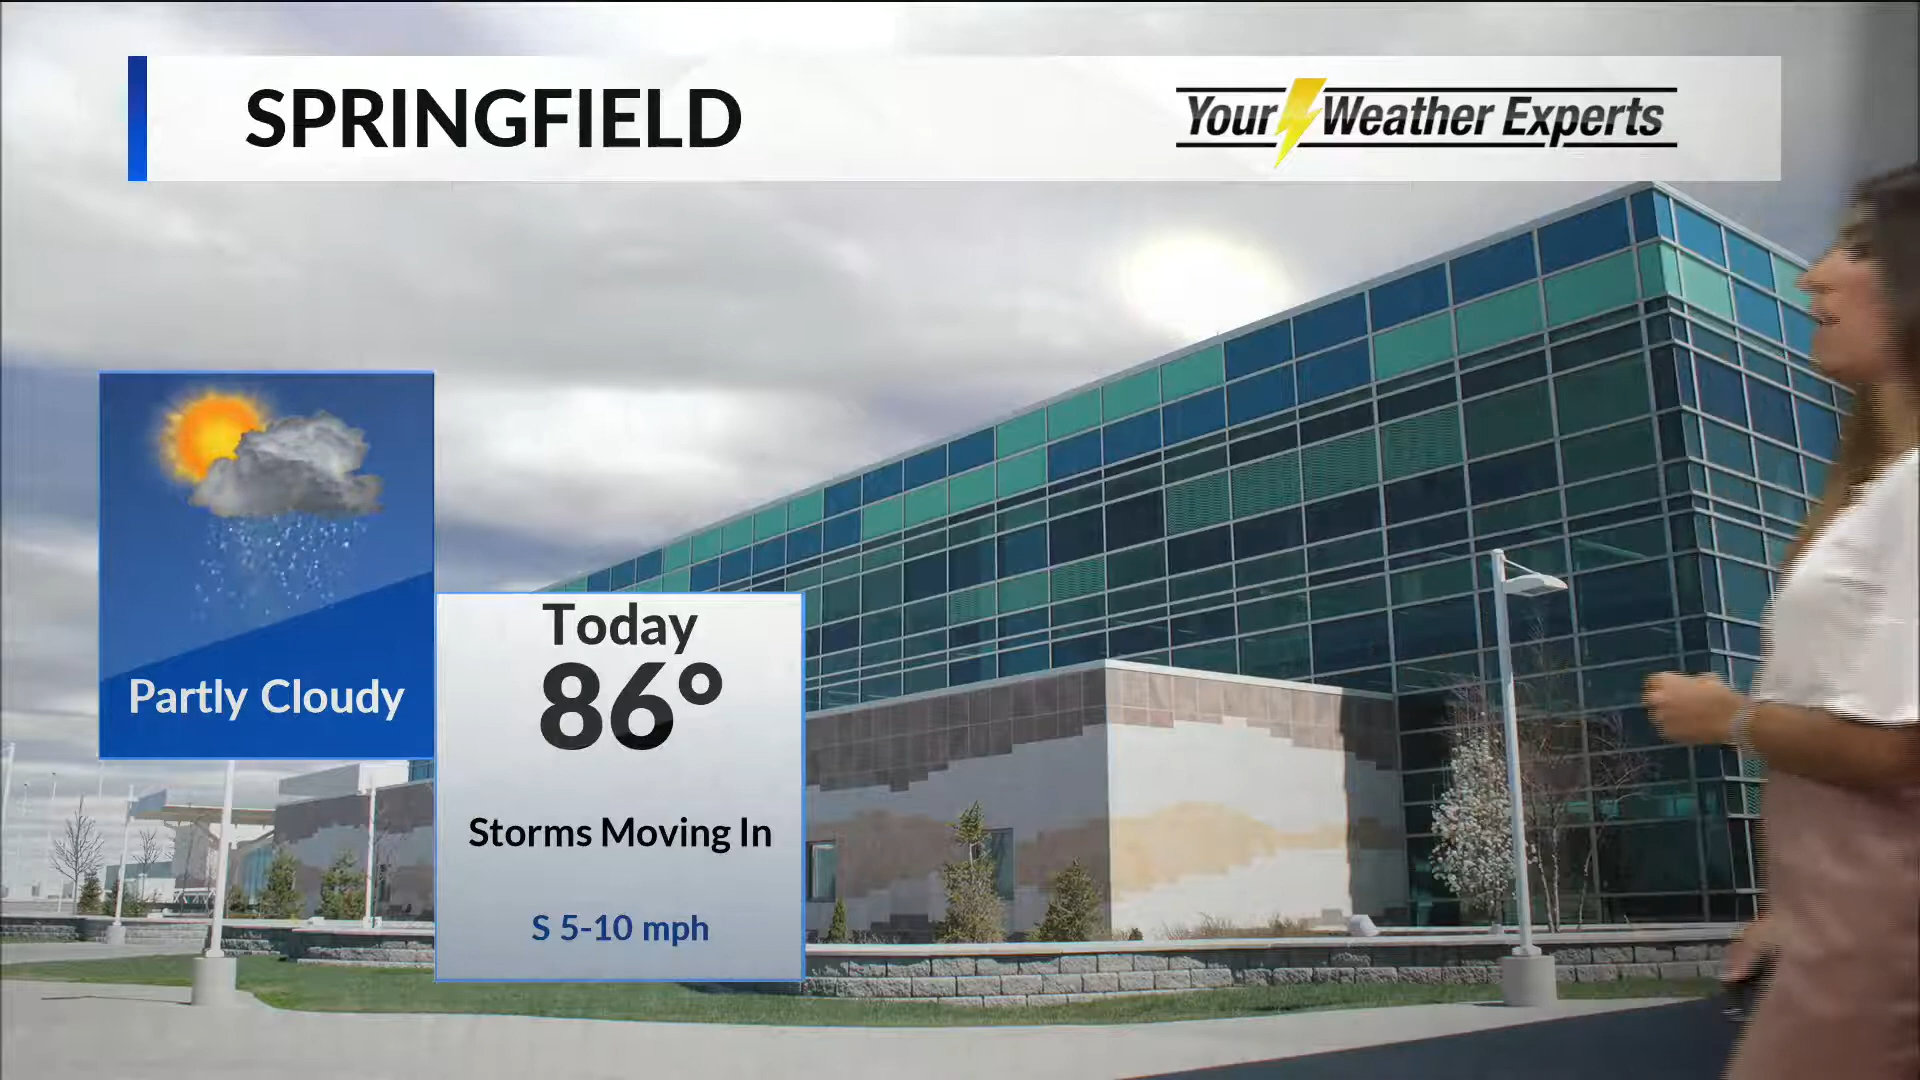 SPRINGFIELD
Your Weather Experts
Partly Cloudy
Today
86°
Storms Moving In
S 5-10 mph